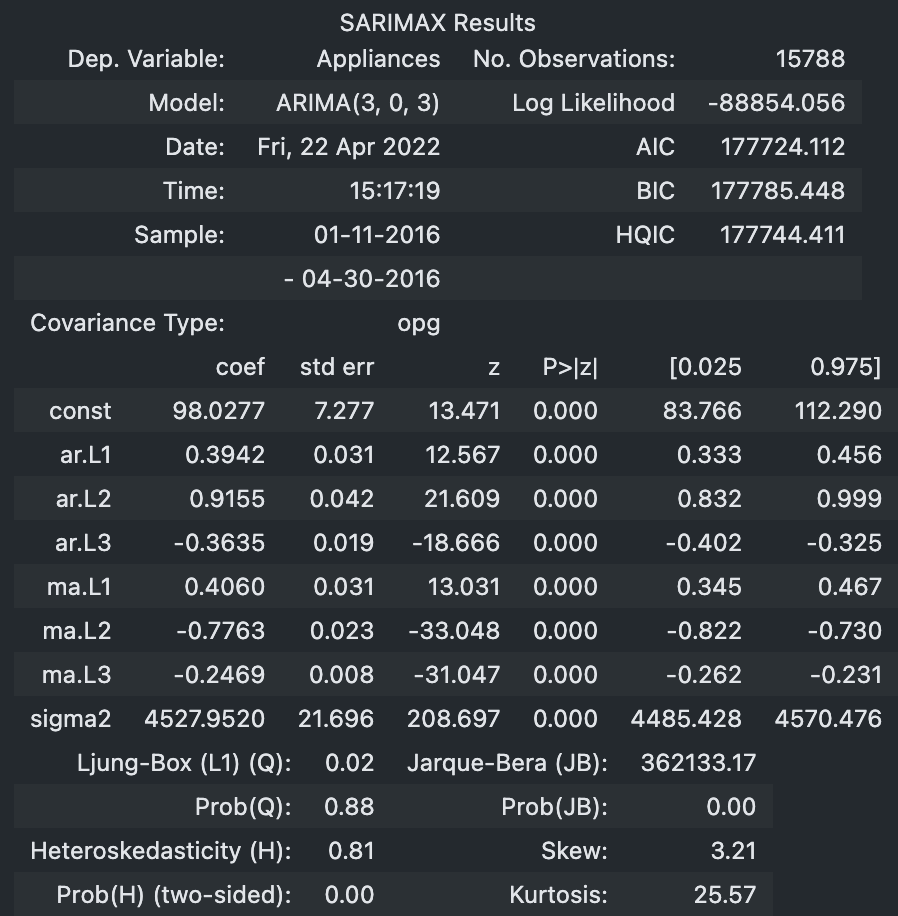 SARIMAX Results
Dep. Variable: Appliances No. Observations: 15788
Model: ARIMA(3, 0, 3) Log Likelihood -88854.056
Date: Fri, 22 Apr 2022 AIC 177724.112
Time: 15:17:19 BIC 177785.448
Sample: 01-11-2016 HQIC 177744.411
- 04-30-2016
Covariance Type: opg
coef std err z P>|z| [0.025 0.975]
const 98.0277 7.277 13.471 0.000 83.766 112.290
ar.L1 0.3942 0.031 12.567 0.000 0.333 0.456
ar.L2 0.9155 0.042 21.609 0.000 0.832 0.999
ar.L3 -0.3635 0.019 -18.666 0.000 -0.402 -0.325
ma.L1 0.4060 0.031 13.031 0.000 0.345 0.467
ma.L2 -0.7763 0.023 -33.048 0.000 -0.822 -0.730
ma.L3 -0.2469 0.008 -31.047 0.000 -0.262 -0.231
sigma2 4527.9520 21.696 208.697 0.000 4485.428 4570.476
Ljung-Box (L1) (Q): 0.02 Jarque-Bera (JB): 362133.17
Prob(Q): 0.88 Prob(JB): 0.00
Heteroskedasticity (H): 0.81 Skew: 3.21
Prob(H) (two-sided): 0.00 Kurtosis: 25.57